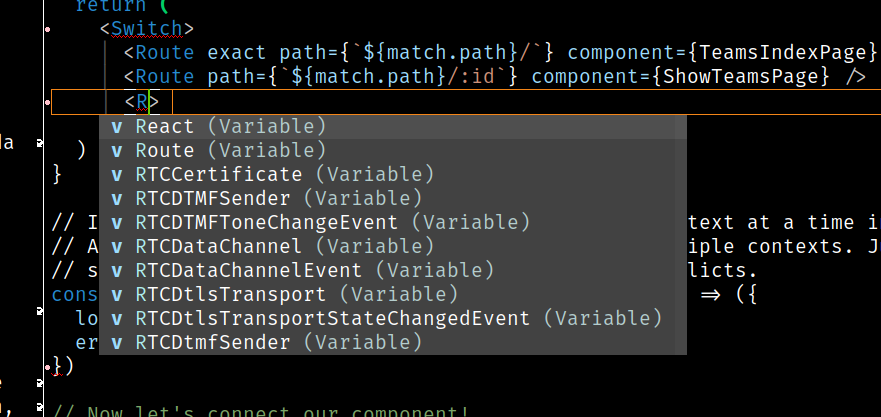 return (
<Switch>
<Route exact path={`${match.path}/`} component={TeamsIndexPage}
<Route path={`${match.path}/:id`} component={ShowTeamsPage} />
<R>
v React (Variable)
da
) v Route (Variable)
} v RTCCertificate (Variable)
v RTCDTMFSender (Variable)
// I v RTCDTMFToneChangeEvent (Variable) text at a time i
// A v RTCDataChannel (Variable) iple contexts. J
// s v RTCDataChannelEvent (Variable) licts.
cons v RTCDtlsTransport (Variable) => ({
lo v RTCDtlsTransportStateChangedEvent (Variable)
er v RTCDtmfSender (Variable)
})
// Now let's connect our component!